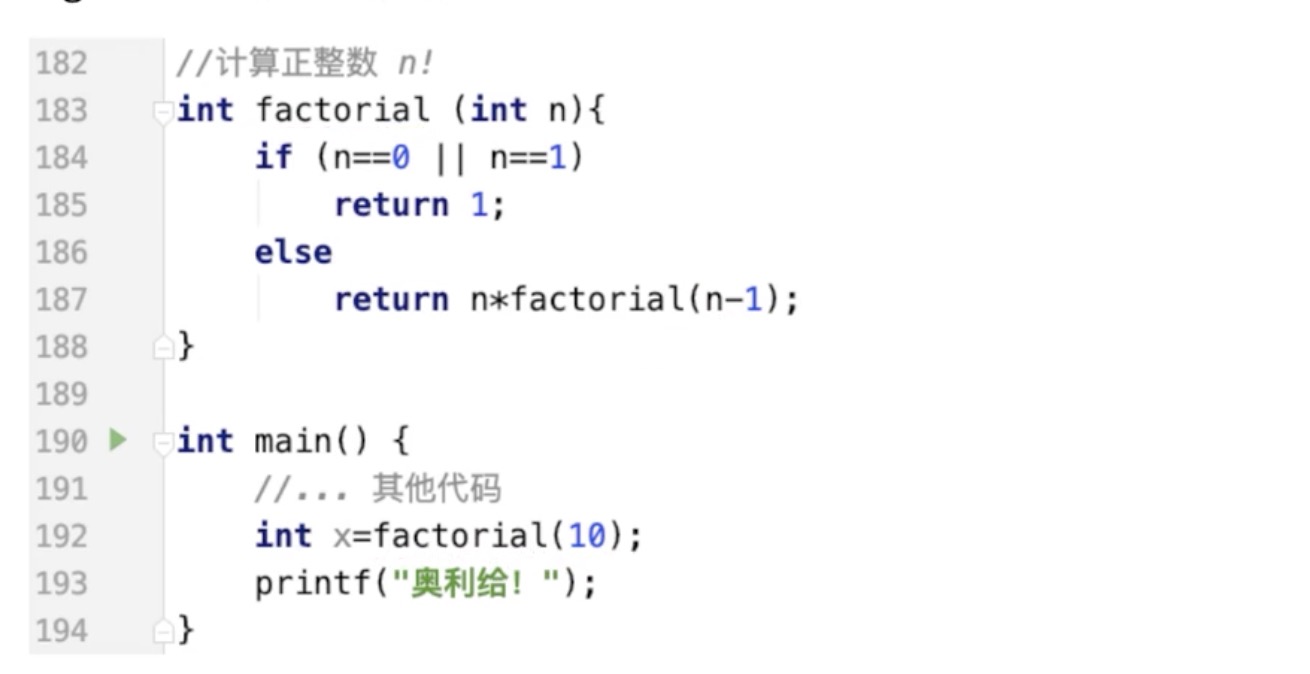 182 //计算正整数 n!
183 int factorial (int n){
184 if (n==0 || n==1)
185 return 1;
186 else
187 return n*factorial(n-1);
188 }
189
190 int main() {
191 //... 其他代码
192 int x=factorial(10);
193 printf("奥利给! ");
194 }